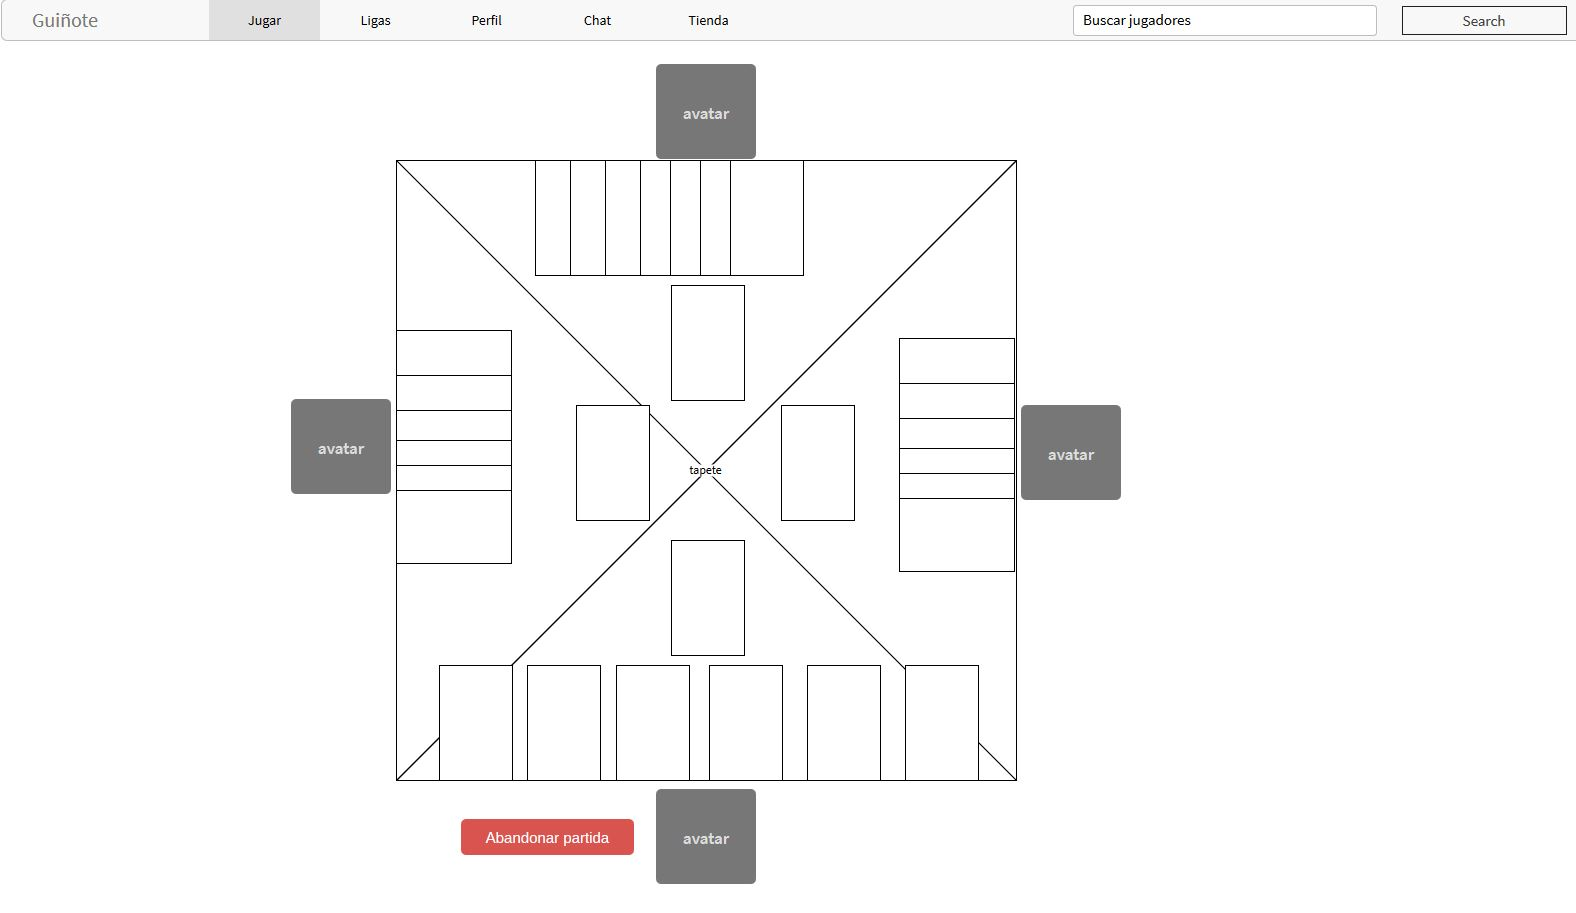 Guiñote
Jugar
Ligas
Perfil
Chat
Tienda
Buscar jugadores
Search
avatar
avatar
avatar
tapete
Abandonar partida
avatar